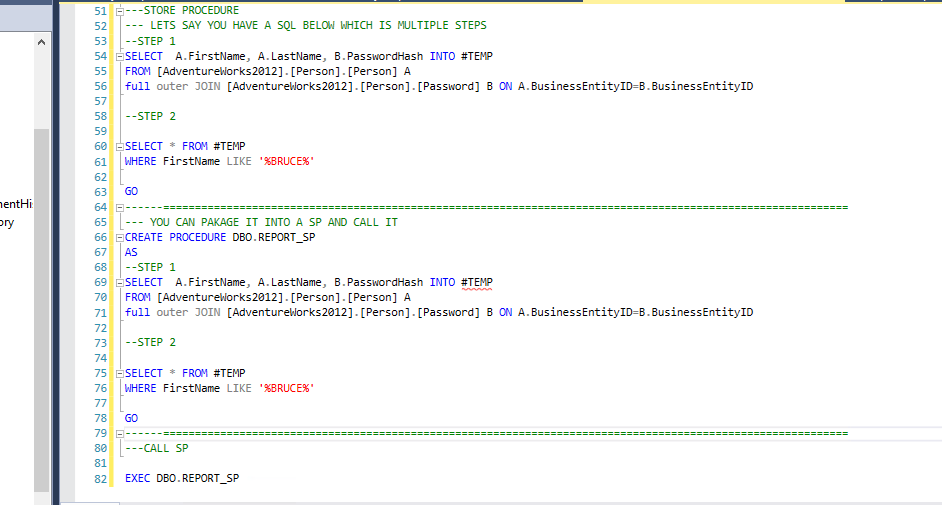 51 ---STORE PROCEDURE
52 --- LETS SAY YOU HAVE A SQL BELOW WHICH IS MULTIPLE STEPS
53 --STEP 1
54 SELECT  A.FirstName, A.LastName, B.PasswordHash INTO #TEMP
55 FROM [AdventureWorks2012].[Person].[Person] A
56 full outer JOIN [AdventureWorks2012].[Person].[Password] B ON A.BusinessEntityID=B.BusinessEntityID
57
58 --STEP 2
59
60 SELECT * FROM #TEMP
61 WHERE FirstName LIKE '%BRUCE%'
62
63 GO
64 ------============================================================================================================
65 --- YOU CAN PAKAGE IT INTO A SP AND CALL IT
66 CREATE PROCEDURE DBO.REPORT_SP
67 AS
68 --STEP 1
69 SELECT  A.FirstName, A.LastName, B.PasswordHash INTO #TEMP
70 FROM [AdventureWorks2012].[Person].[Person] A
71 full outer JOIN [AdventureWorks2012].[Person].[Password] B ON A.BusinessEntityID=B.BusinessEntityID
72
73 --STEP 2
74
75 SELECT * FROM #TEMP
76 WHERE FirstName LIKE '%BRUCE%'
77
78 GO
79 ------============================================================================================================
80 ---CALL SP
81
82 EXEC DBO.REPORT_SP